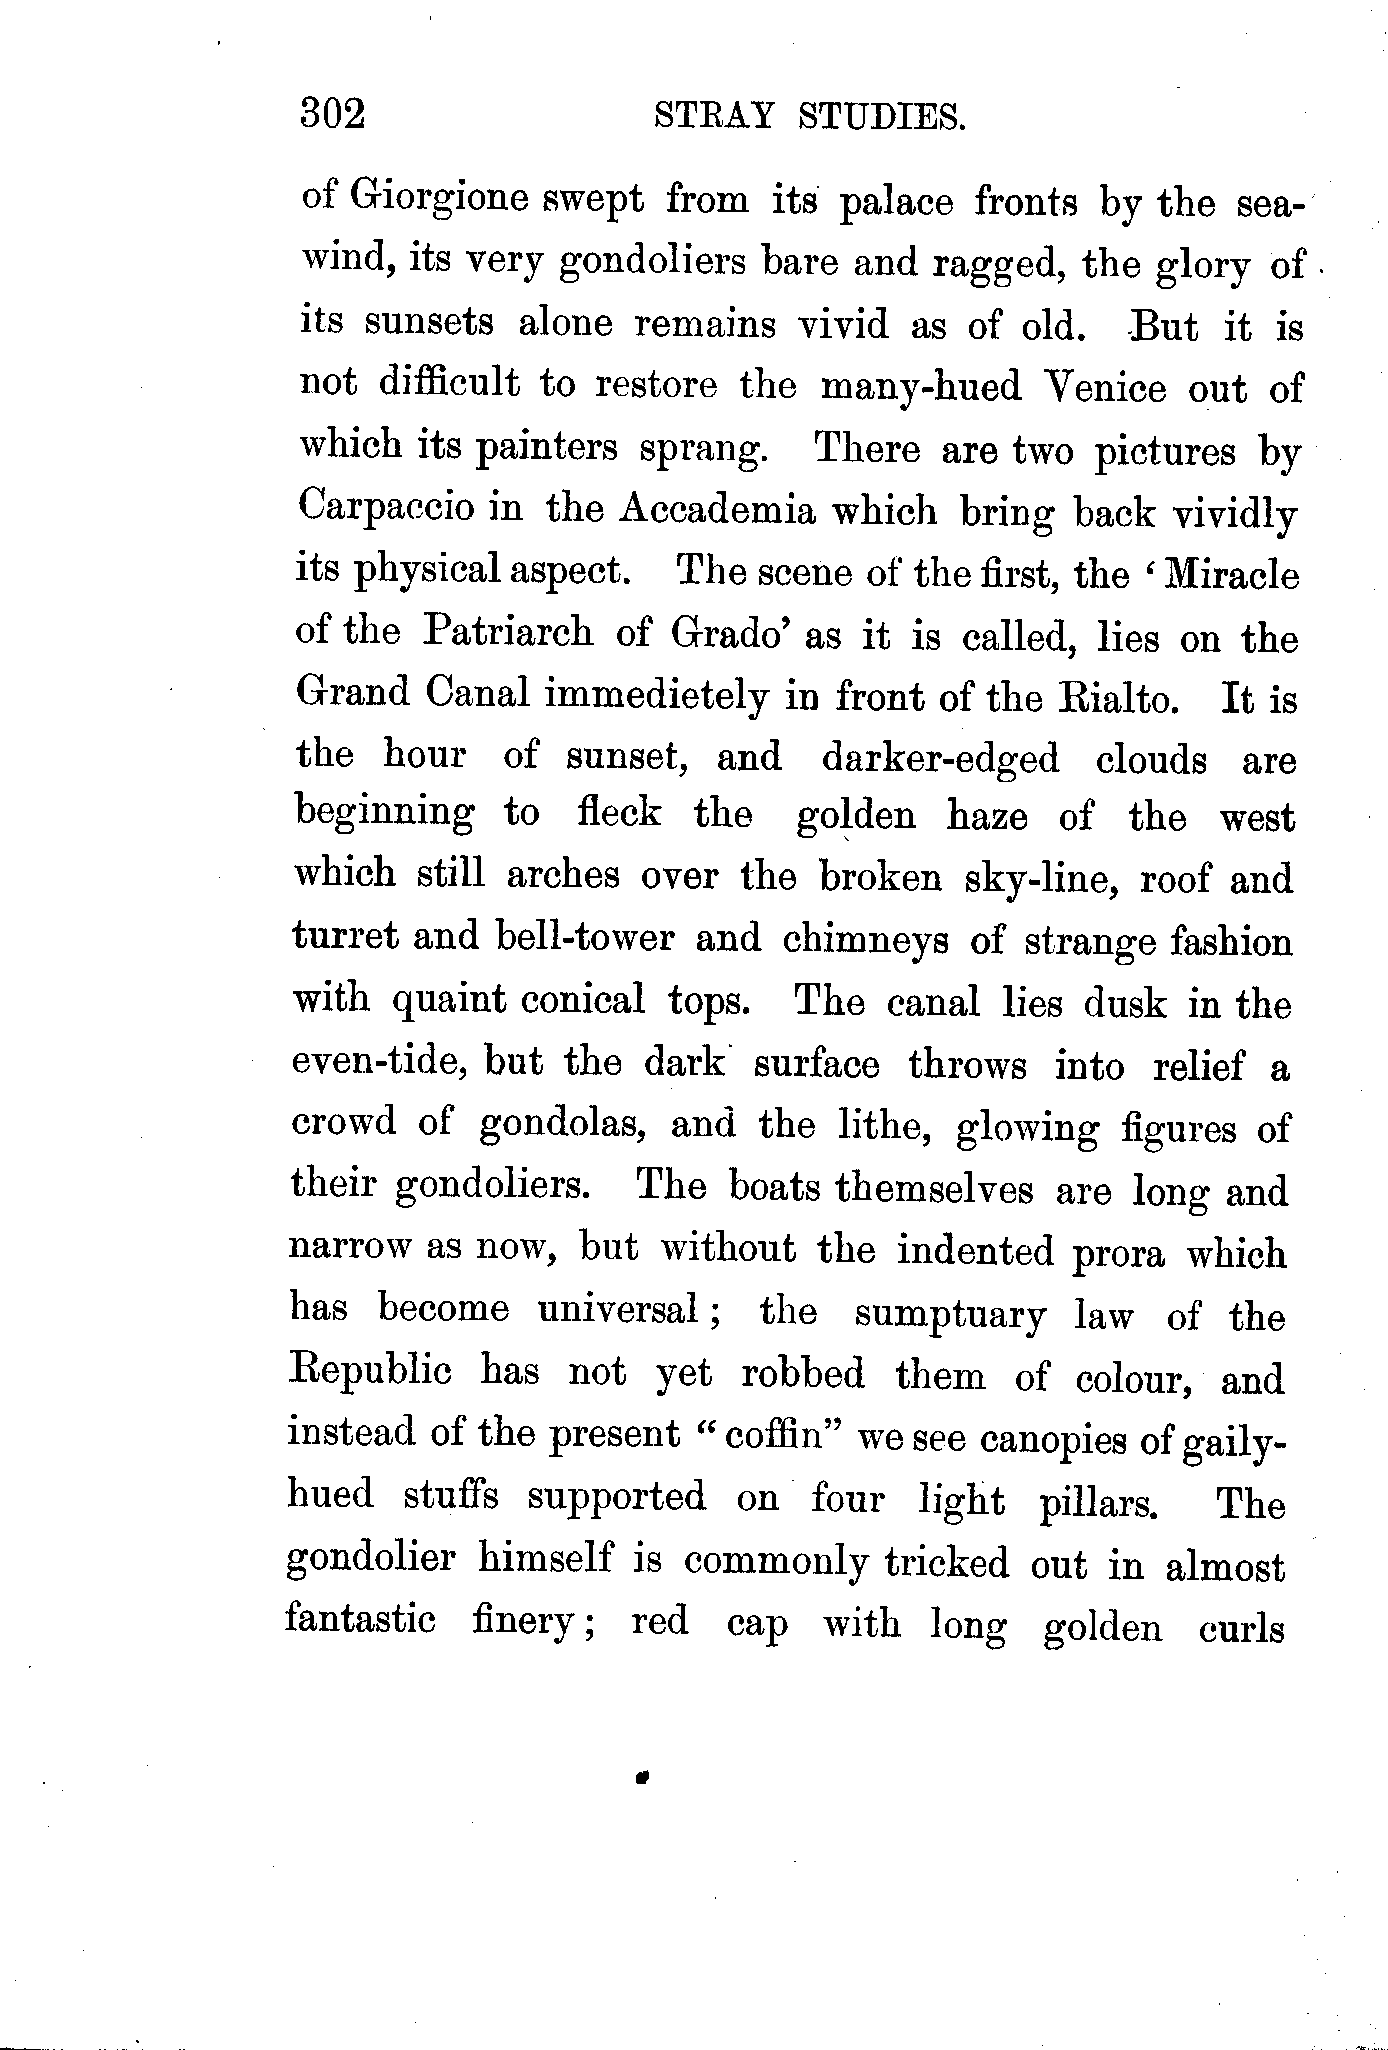 302 STRAY STUDIES.
of Giorgione swept from its palace fronts by the sea-
wind, its very gondoliers bare and ragged, the glory of
its sunsets alone remains vivid as of old. But it is
not difficult to restore the many-hued Venice out of
which its painters sprang. There are two pictures by
Carpaccio in the Accademia which bring back vividly
its physical aspect. The scene of the first, the ‘Miracle
of the Patriarch of Grado’ as it is called, lies on the
Grand Canal immedietely in front of the Rialto. It is
the hour of sunset, and darker-edged clouds are
beginning to fleck the golden haze of the west
which still arches over the broken sky-line, roof and
turret and bell-tower and chimneys of strange fashion
with quaint conical tops. The canal lies dusk in the
even-tide, but the dark surface throws into relief a
crowd of gondolas, and the lithe, glowing figures of
their gondoliers. The boats themselves are long and
narrow as now, but without the indented prora which
has become universal; the sumptuary law of the
Republic has not yet robbed them of colour, and
instead of the present “coffin” we see canopies of gaily-
hued stuffs supported on four light pillars. The
gondolier himself is commonly tricked out in almost
fantastic finery; red cap with long golden curls